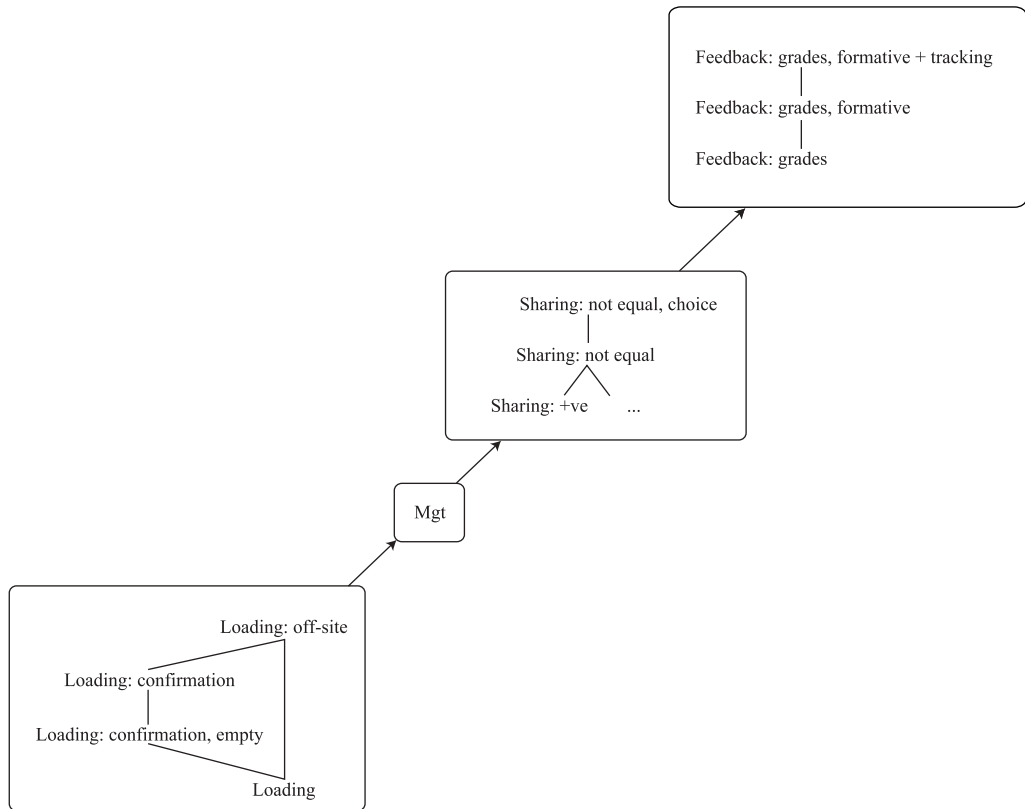 Feedback: grades, formative + tracking
Feedback: grades, formative
Feedback: grades
Sharing: not equal, choice
Sharing: not equal
Sharing: +ve ...
Mgt
Loading: off-site
Loading: confirmation
Loading: confirmation, empty
Loading